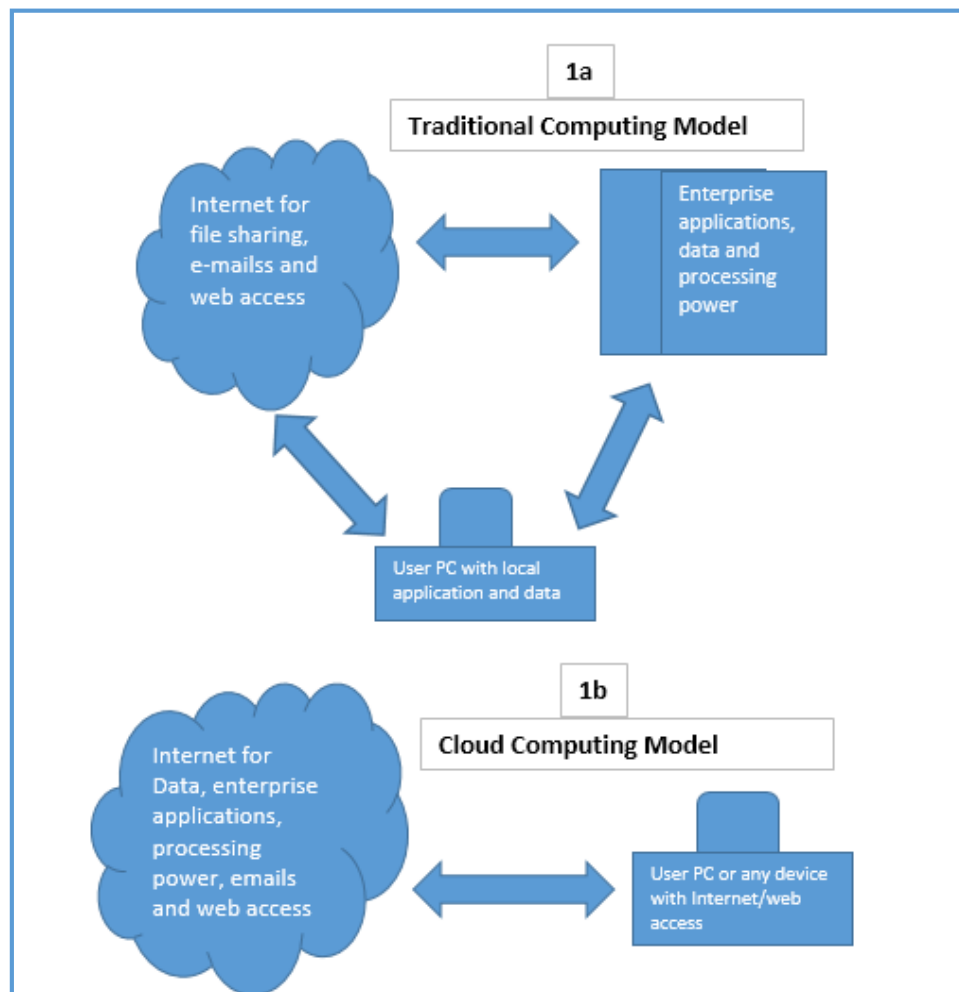 1a
Traditional Computing Model
Internet for
file sharing,
e-mailss and
web access
Enterprise
applications,
data and
processing
power
User PC with local
application and data
1b
Cloud Computing Model
Internet for
Data, enterprise
applications,
processing
power, emails
and web access
User PC or any device
with Internet/web
access